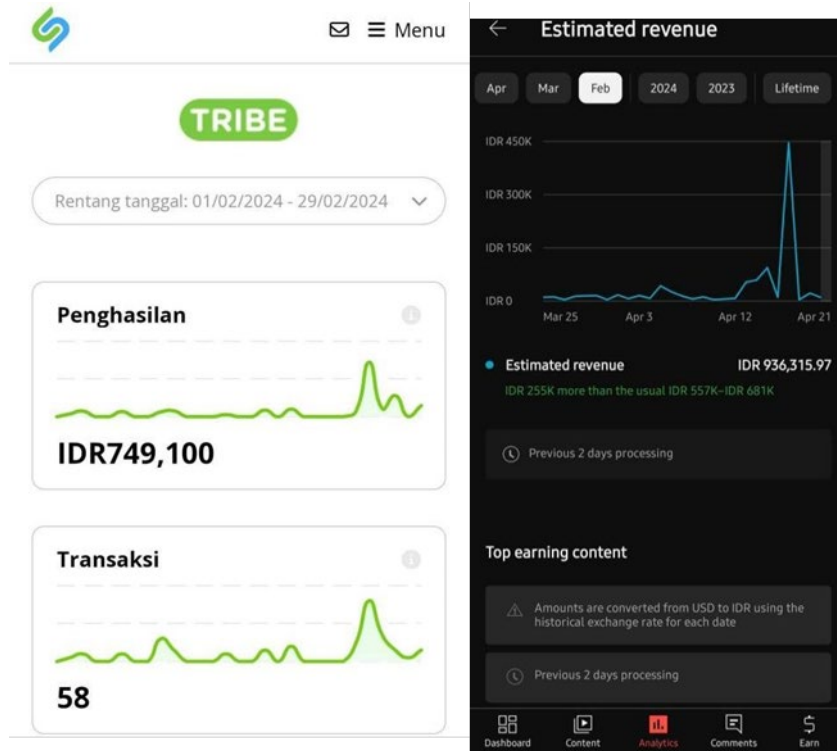 Menu
TRIBE
Rentang tanggal: 01/02/2024 - 29/02/2024
Penghasilan
IDR749,100
Transaksi
58
Estimated revenue
Apr Mar Feb 2024 2023 Lifetime
IDR 450K
IDR 300K
IDR 150K
IDR 0
Mar 25 Apr 3 Apr 12 Apr 21
Estimated revenue IDR 936,315.97
IDR 255K more than the usual IDR 557K–IDR 681K
Previous 2 days processing
Top earning content
Amounts are converted from USD to IDR using the
historical exchange rate for each date
Previous 2 days processing
Dashboard Content Analytics Comments Earn